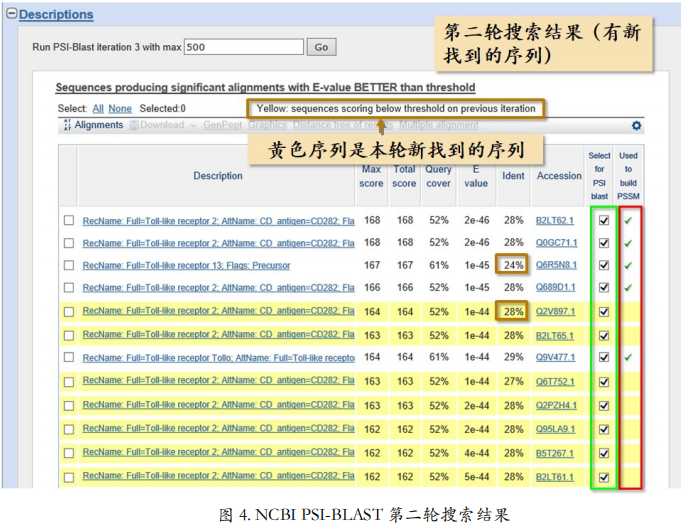 Descriptions
第二轮搜索结果（有新
找到的序列）
Run PSI-Blast iteration 3 with max 500 Go
Sequences producing significant alignments with E-value BETTER than threshold
Select: All None Selected:0 Yellow: sequences scoring below threshold on previous iteration
Alignments Download GenPept Graphics Distance tree of results Multiple alignment
黄色序列是本轮新找到的序列
Description Max score Total score Query cover E value Ident Accession Select for PSI blast Used to build PSSM
RecName: Full=Toll-like receptor 2; AltName: CD_antigen=CD282; Fla 168 168 52% 2e-46 28% B2LT62.1 ✓
RecName: Full=Toll-like receptor 2; AltName: CD_antigen=CD282; Fla 168 168 52% 2e-46 28% Q0GC71.1 ✓
RecName: Full=Toll-like receptor 13; Flags: Precursor 167 167 61% 1e-45 24% Q6R5N8.1 ✓
RecName: Full=Toll-like receptor 2; AltName: CD_antigen=CD282; Fla 166 166 52% 1e-45 28% Q689D1.1 ✓
RecName: Full=Toll-like receptor 2; AltName: CD_antigen=CD282; Fla 164 164 52% 1e-44 28% Q2V897.1
RecName: Full=Toll-like receptor 2; AltName: CD_antigen=CD282; Fla 163 163 52% 1e-44 28% B2LT65.1
RecName: Full=Toll-like receptor Tollo; AltName: Full=Toll-like recepto 164 164 61% 1e-44 29% Q9V477.1 ✓
RecName: Full=Toll-like receptor 2; AltName: CD_antigen=CD282; Fla 163 163 52% 1e-44 27% Q6T752.1
RecName: Full=Toll-like receptor 2; AltName: CD_antigen=CD282; Fla 163 163 52% 2e-44 28% Q2PZH4.1
RecName: Full=Toll-like receptor 2; AltName: CD_antigen=CD282; Fla 162 162 52% 2e-44 28% Q95LA9.1
RecName: Full=Toll-like receptor 2; AltName: CD_antigen=CD282; Fla 162 162 52% 4e-44 28% B5T267.1
RecName: Full=Toll-like receptor 2; AltName: CD_antigen=CD282; Fla 162 162 52% 5e-44 28% B2LT61.1
图 4. NCBI PSI-BLAST 第二轮搜索结果